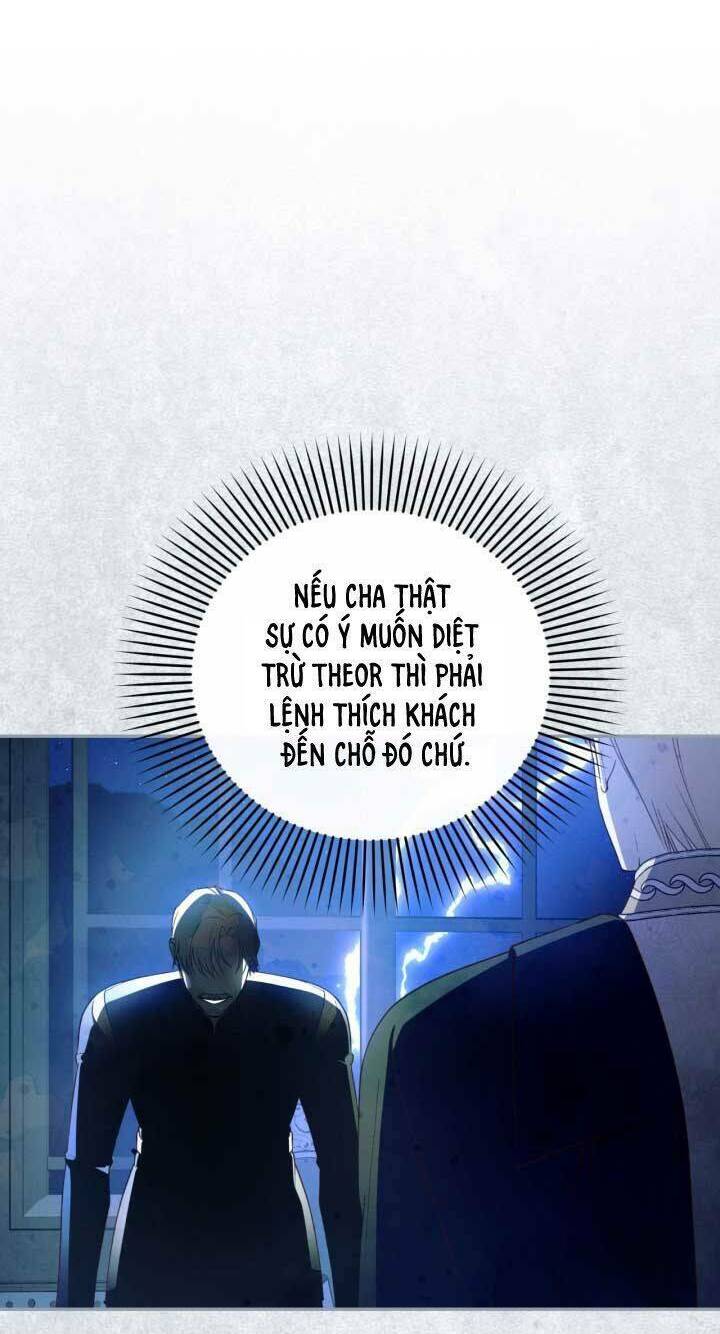 NẾU CHA THẬT
SỰ CÓ Ý MUỐN DIỆT
TRỪ THEOR THÌ PHẢI
LỆNH THÍCH KHÁCH
ĐẾN CHỖ ĐÓ CHỨ.